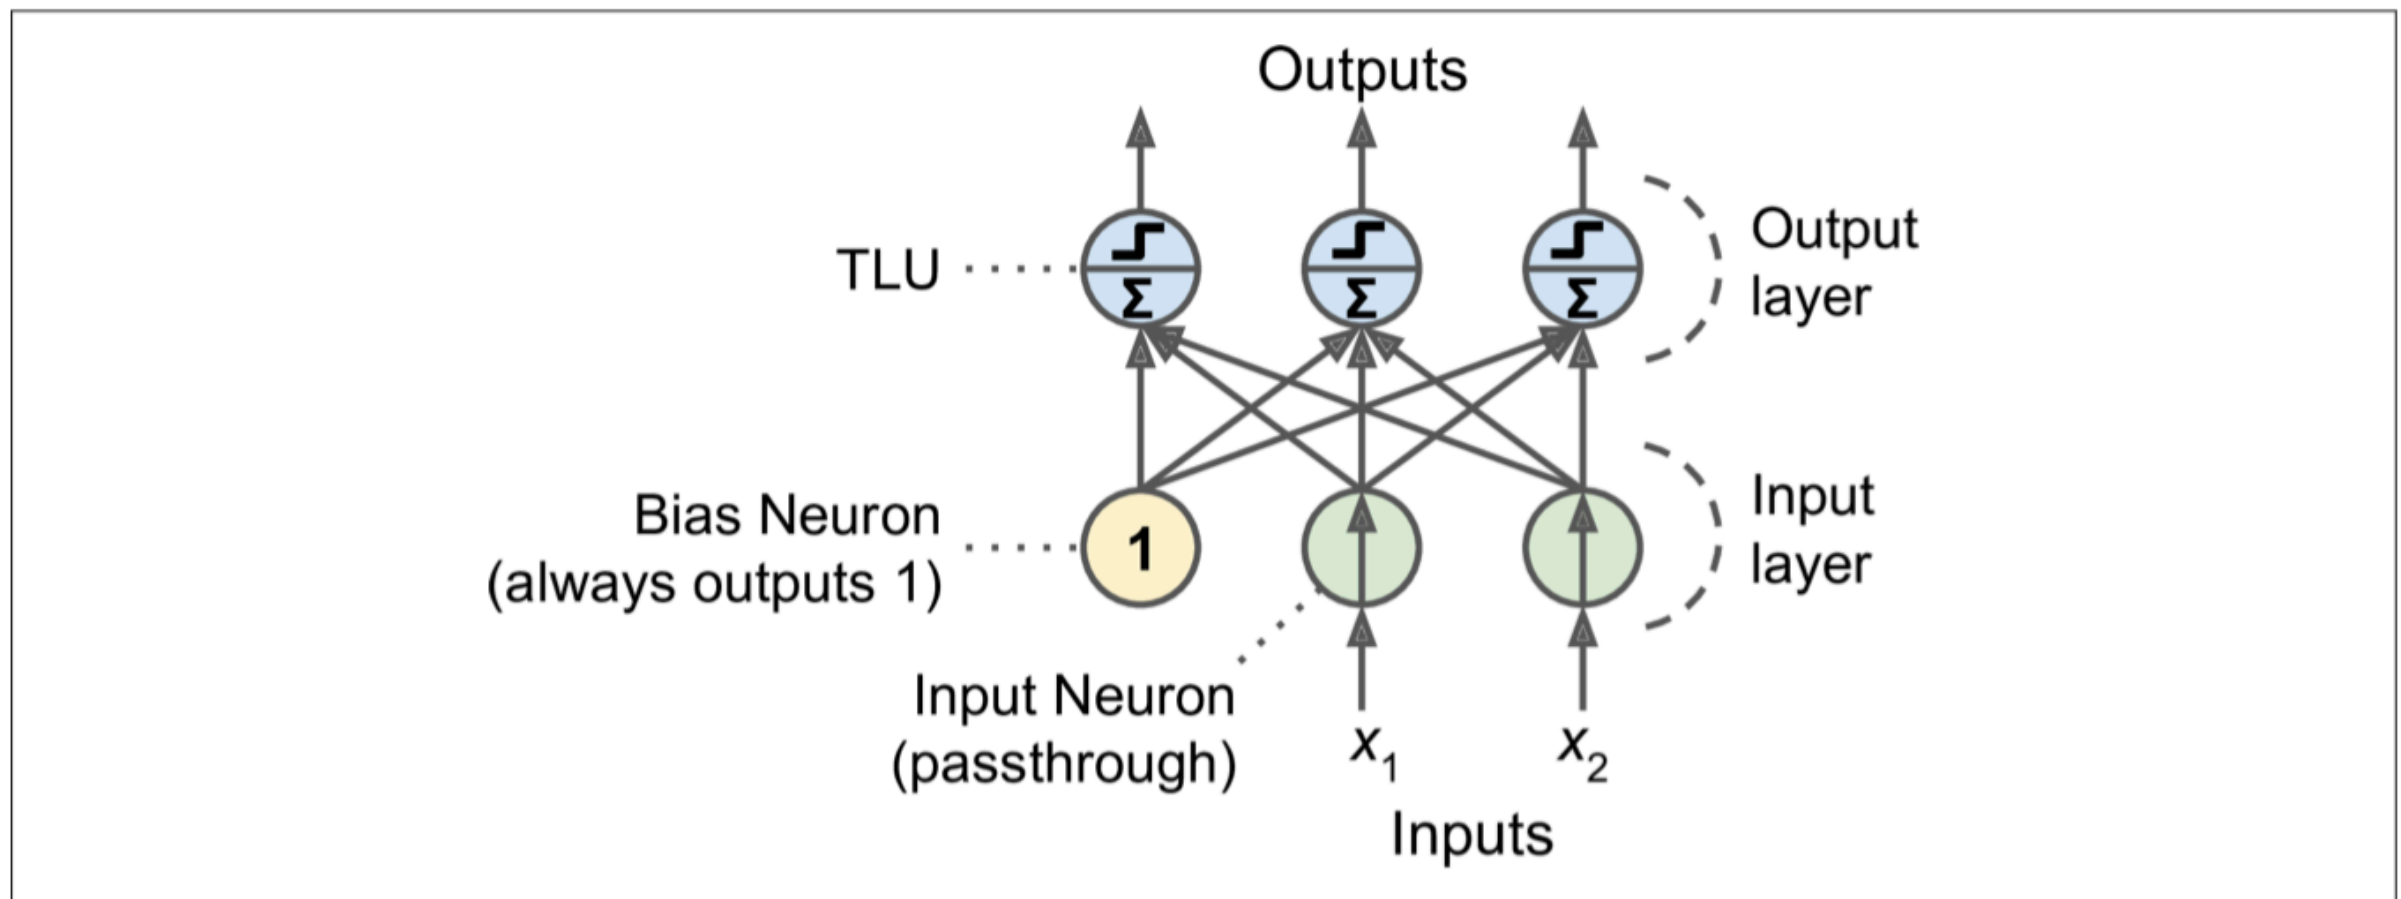 Outputs
TLU
Σ
Σ
Σ
Output
layer
Bias Neuron
(always outputs 1)
1
Input
layer
Input Neuron
(passthrough)
x₁
x₂
Inputs